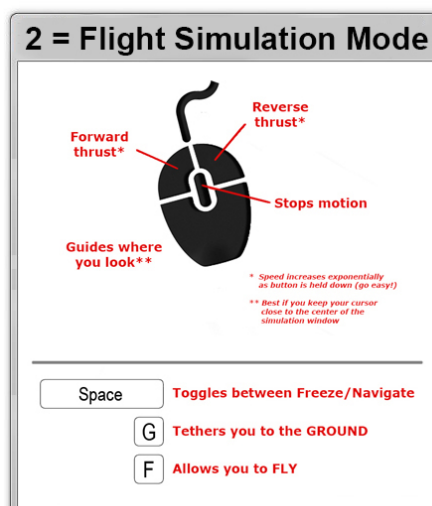 2 = Flight Simulation Mode
Reverse
thrust*
Forward
thrust*
Stops motion
Guides where
you look**
* Speed increases exponentially
as button is held down (go easy!)
** Best if you keep your cursor
close to the center of the
simulation window
Space Toggles between Freeze/Navigate
G Tethers you to the GROUND
F Allows you to FLY